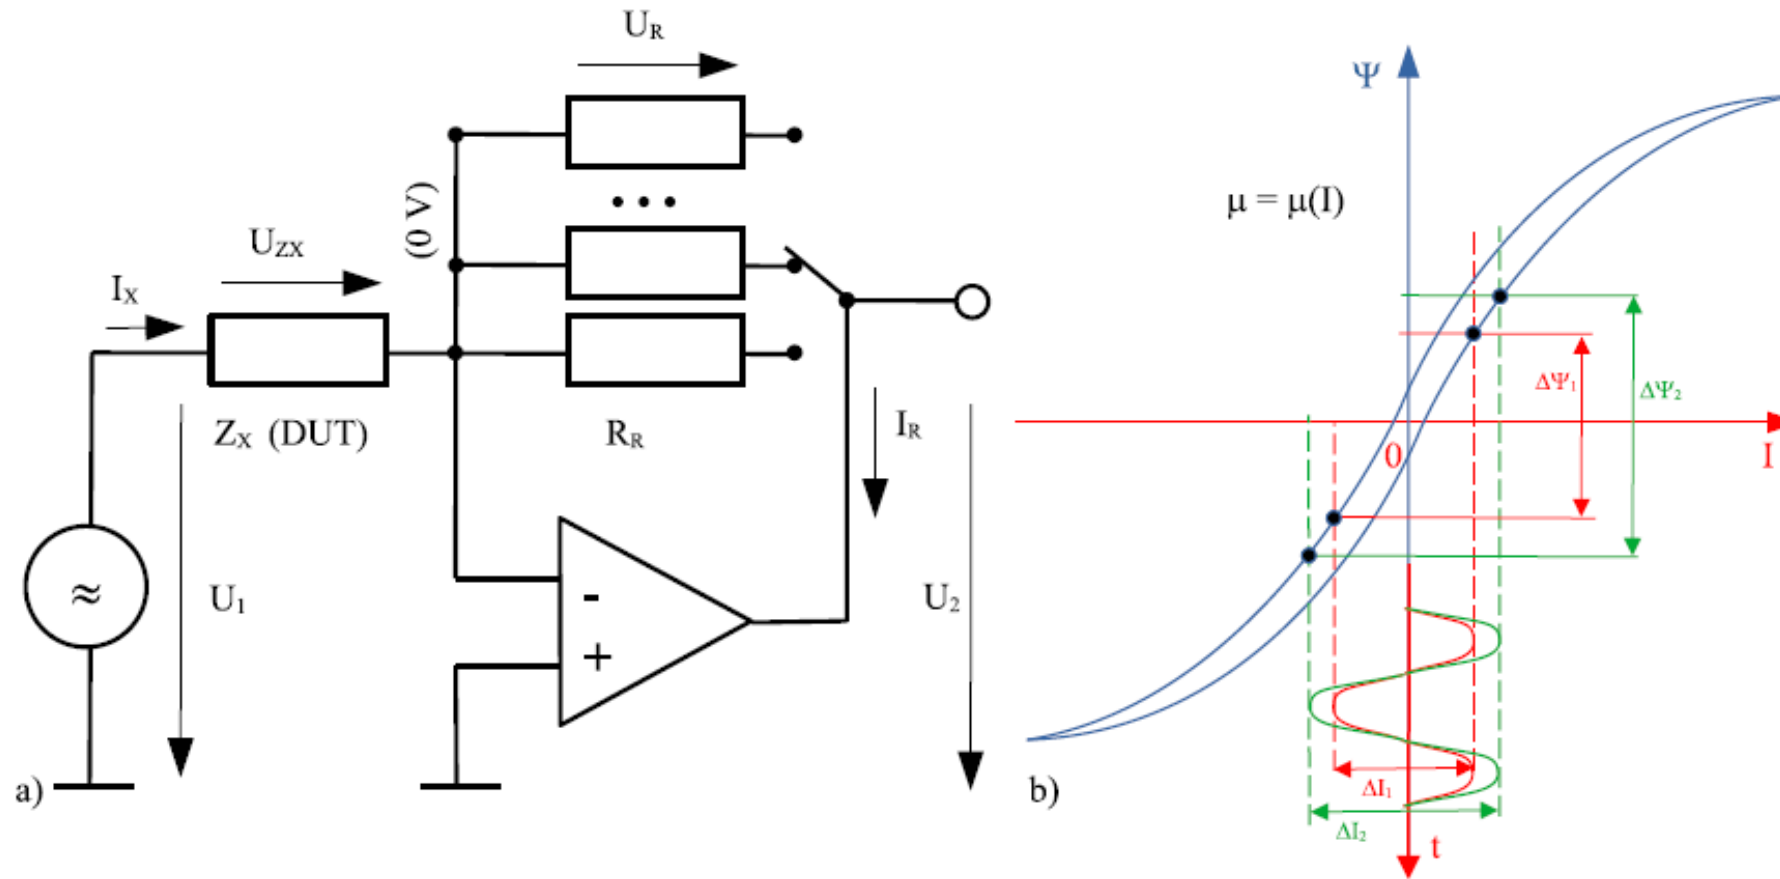 U_R
(0 V)
• • •
U_ZX
I_X
Z_X (DUT)
R_R
I_R
U_1
≈
-
+
U_2
a)
Ψ
μ = μ(I)
ΔΨ_1
ΔΨ_2
0
I
ΔI_1
ΔI_2
t
b)